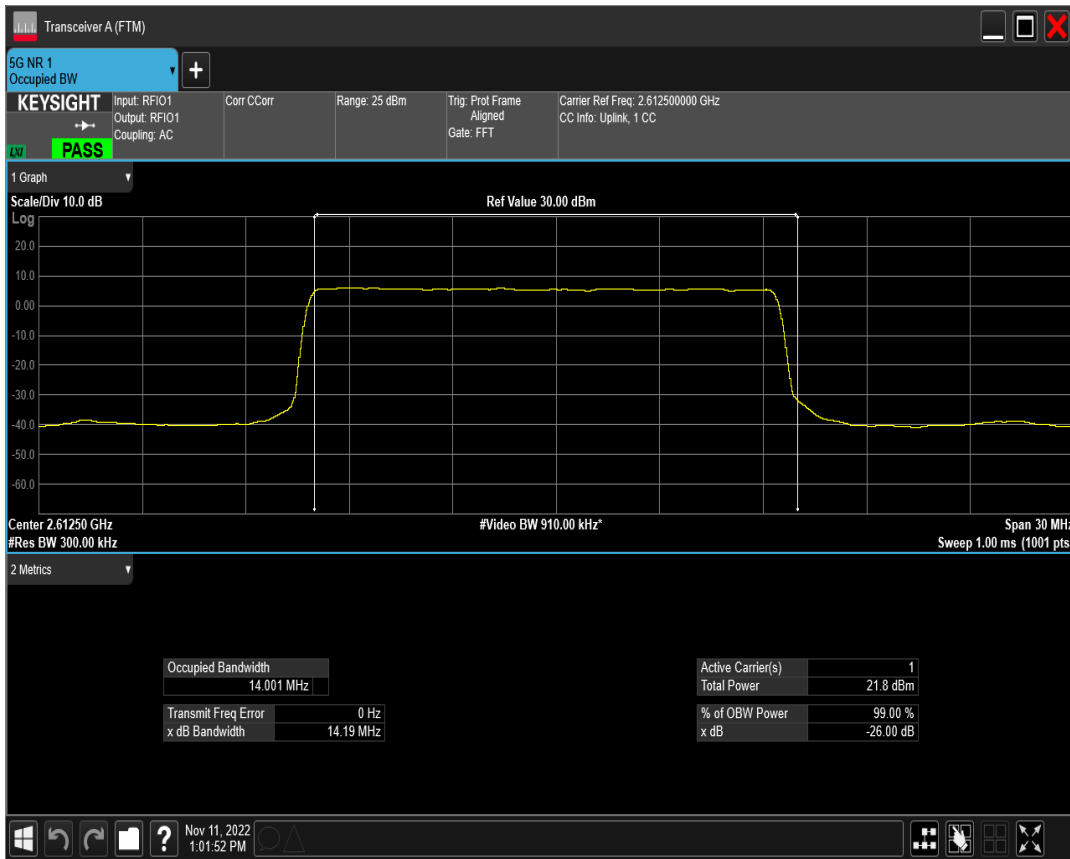 Transceiver A (FTM)
5G NR 1
Occupied BW
+
KEYSIGHT
LXI
PASS
Input: RFIO1
Output: RFIO1
Coupling: AC
Corr CCorr
Range: 25 dBm
Trig: Prot Frame
Aligned
Gate: FFT
Carrier Ref Freq: 2.612500000 GHz
CC Info: Uplink, 1 CC
1 Graph
Scale/Div 10.0 dB
Ref Value 30.00 dBm
Log
20.0
10.0
0.00
-10.0
-20.0
-30.0
-40.0
-50.0
-60.0
Center 2.61250 GHz
#Video BW 910.00 kHz*
Span 30 MHz
#Res BW 300.00 kHz
Sweep 1.00 ms (1001 pts
2 Metrics
Occupied Bandwidth
14.001 MHz
Transmit Freq Error 0 Hz
x dB Bandwidth 14.19 MHz
Active Carrier(s) 1
Total Power 21.8 dBm
% of OBW Power 99.00 %
x dB -26.00 dB
?
Nov 11, 2022
1:01:52 PM